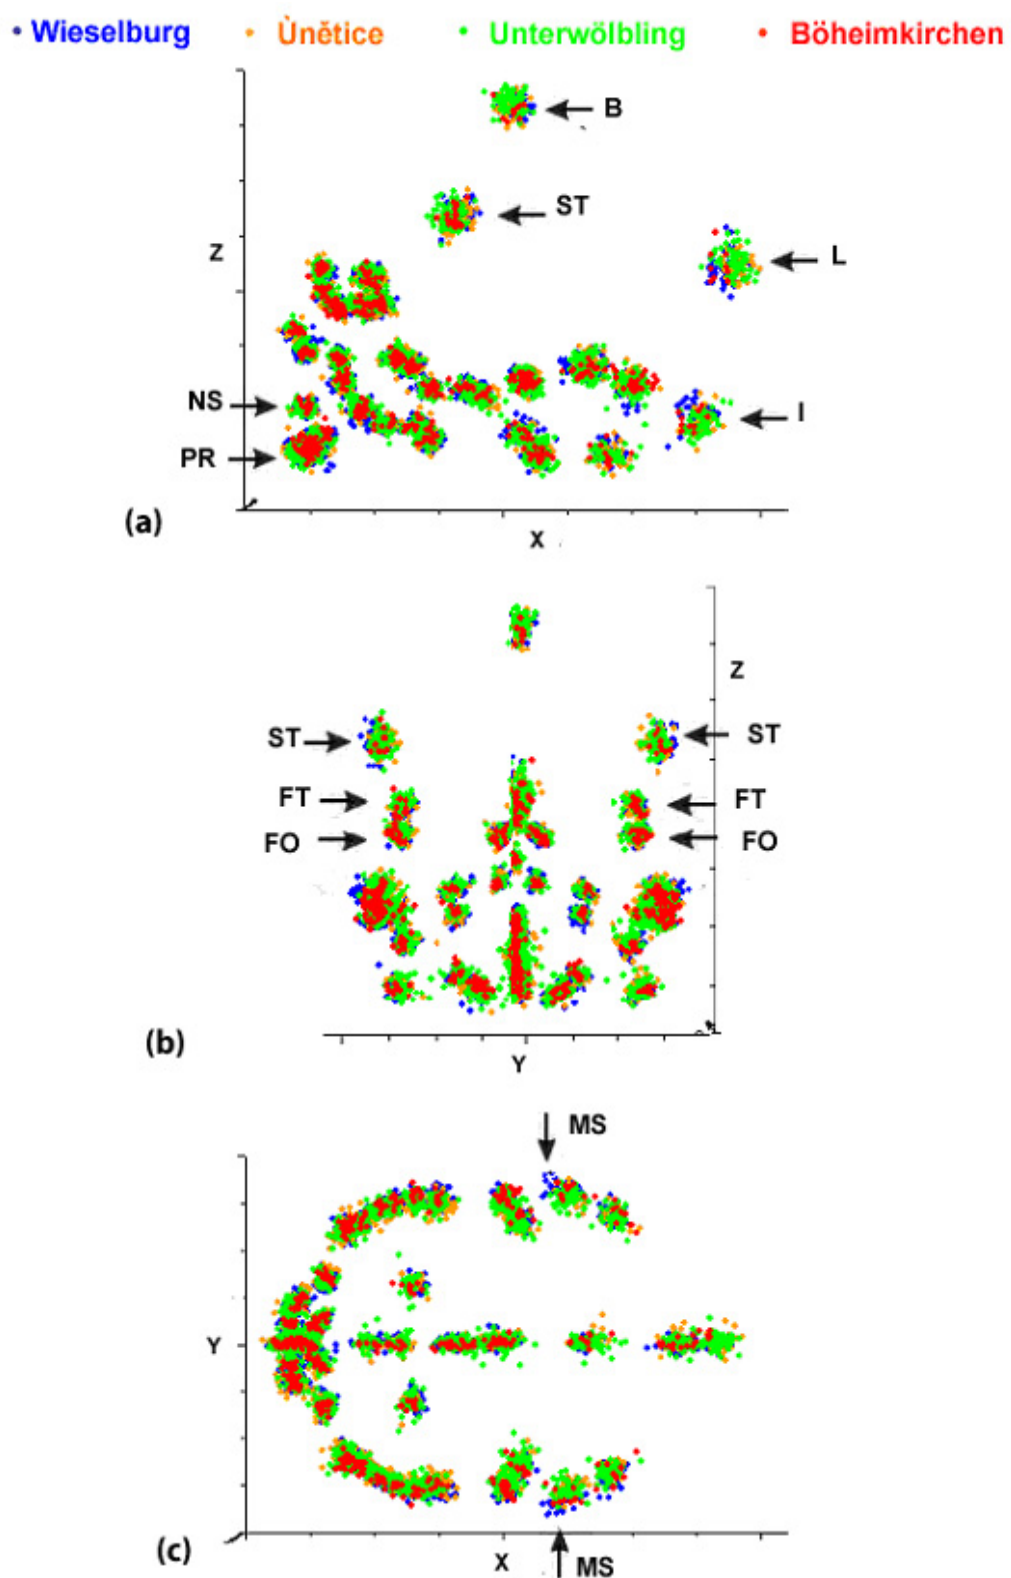 Wieselburg Ùnětice Unterwölbling Böheimkirchen
B
ST
Z
L
NS
I
PR
(a)
X
Z
ST ST
FT FT
FO FO
(b)
Y
MS
Y
(c)
X
MS